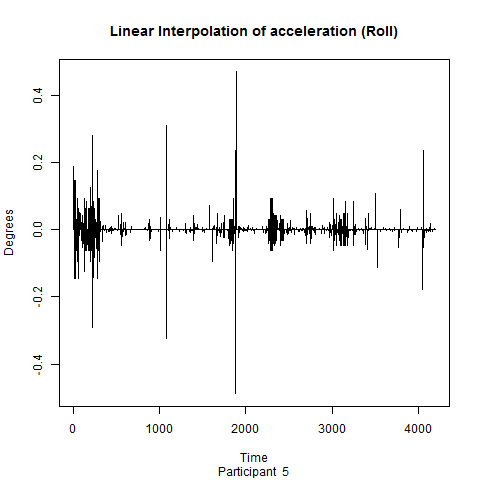 Linear Interpolation of acceleration (Roll)
Degrees
0.4
0.2
0.0
-0.2
-0.4
0 1000 2000 3000 4000
Time
Participant 5